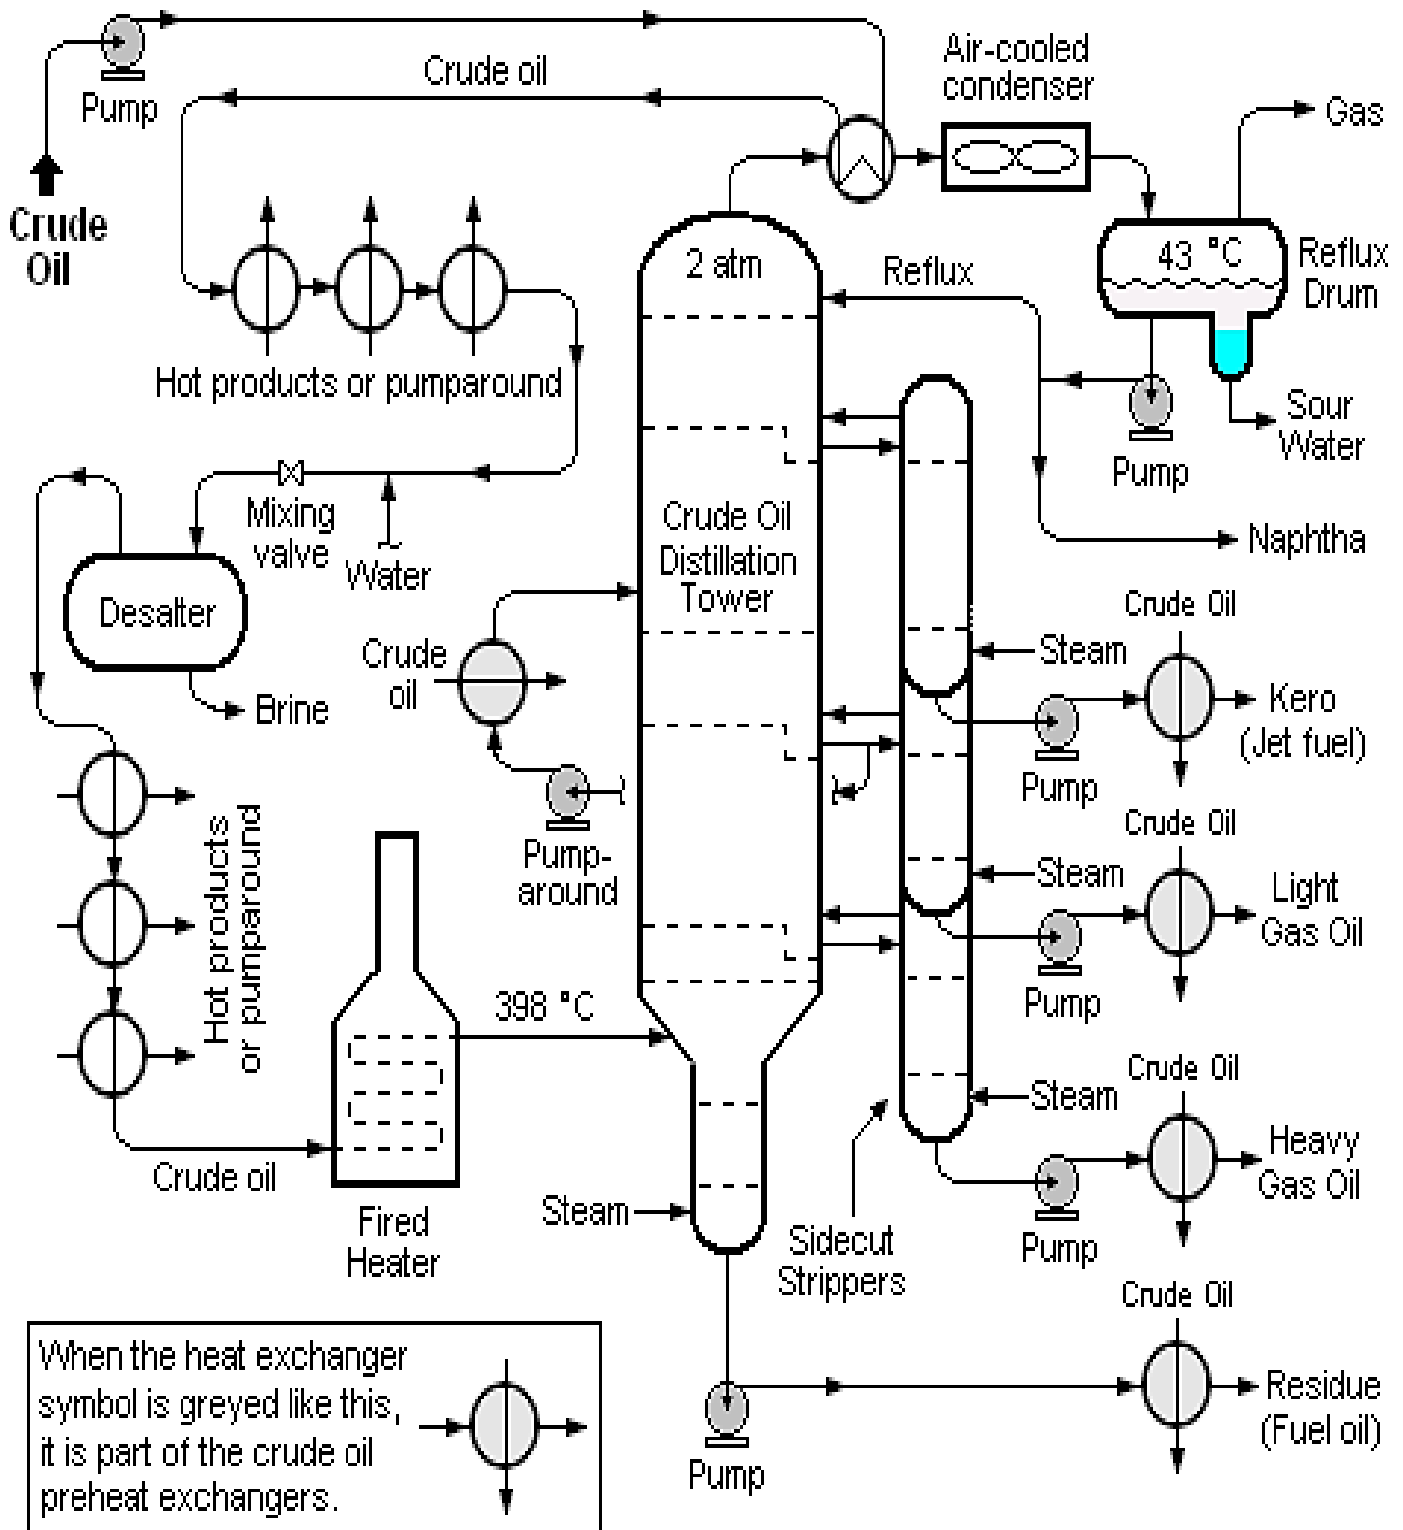 Pump
Crude
Oil
Crude oil
Air-cooled
condenser
Gas
43 °C
Reflux
Drum
2 atm
Reflux
Hot products or pumparound
Sour
Water
Pump
Naphtha
Mixing
valve
Water
Desalter
Brine
Crude Oil
Distillation
Tower
Crude
oil
Pump-
around
Crude Oil
Steam
Kero
(Jet fuel)
Pump
Crude Oil
Steam
Light
Gas Oil
Pump
Hot products
or pumparound
398 °C
Crude oil
Fired
Heater
Steam
Sidecut
Strippers
Crude Oil
Steam
Heavy
Gas Oil
Pump
Crude Oil
Residue
(Fuel oil)
Pump
When the heat exchanger
symbol is greyed like this,
it is part of the crude oil
preheat exchangers.